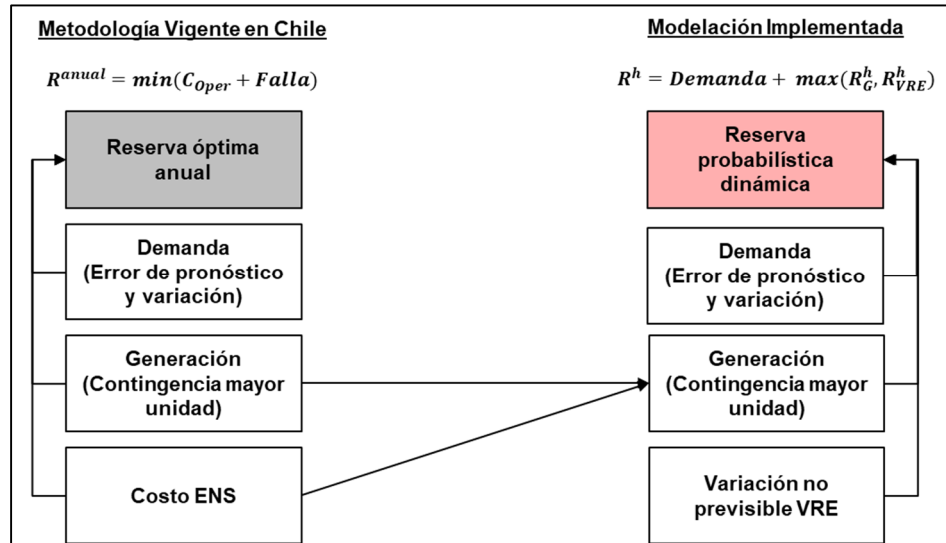 Metodología Vigente en Chile
R^anual = min(C_Oper + Falla)
Reserva óptima
anual
Demanda
(Error de pronóstico
y variación)
Generación
(Contingencia mayor
unidad)
Costo ENS
Modelación Implementada
R^h = Demanda + max(R_G^h, R_VRE^h)
Reserva
probabilística
dinámica
Demanda
(Error de pronóstico
y variación)
Generación
(Contingencia mayor
unidad)
Variación no
previsible VRE